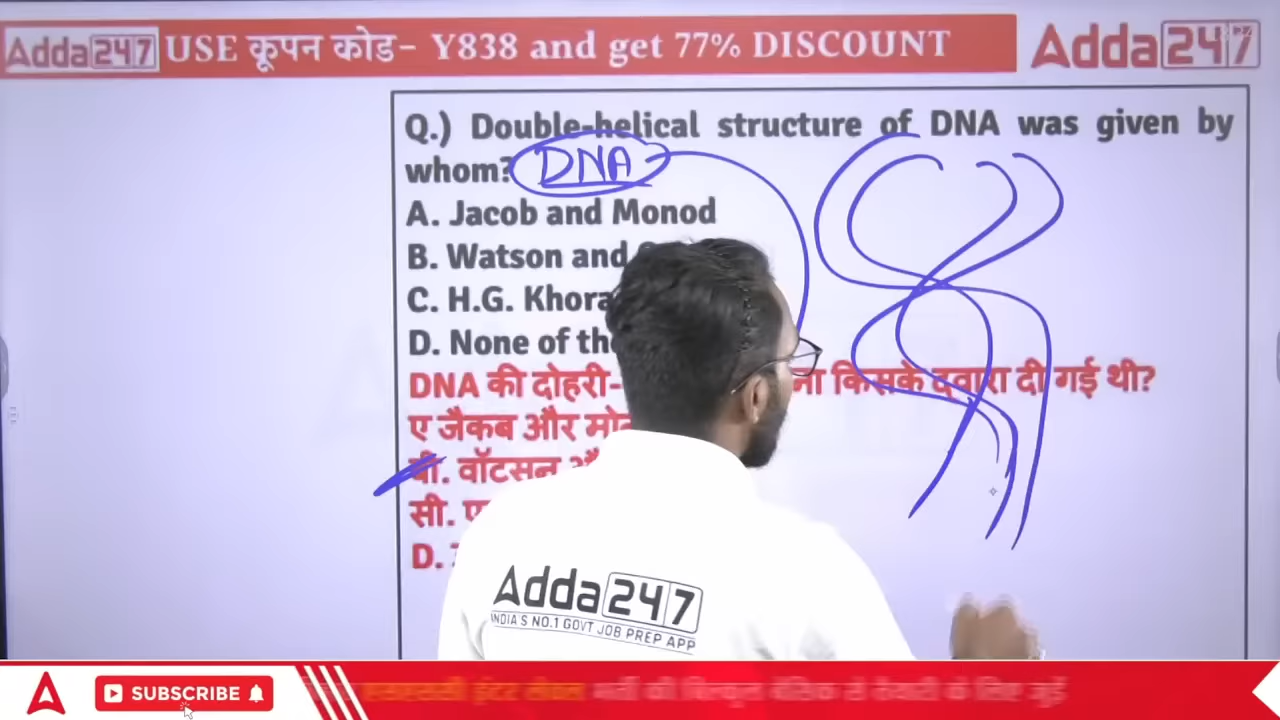 Adda247 USE कूपन कोड- Y838 and get 77% DISCOUNT Adda247
Q.) Double-helical structure of DNA was given by
whom? DNA
A. Jacob and Monod
B. Watson and
C. H.G.
D. None of
DNA की दोहरी- किसके द्वारा दी गई थी?
ए जैकब और
बी. वॉटसन
सी.
D.
Adda247
INDIA'S NO.1 GOVT JOB PREP APP
SUBSCRIBE